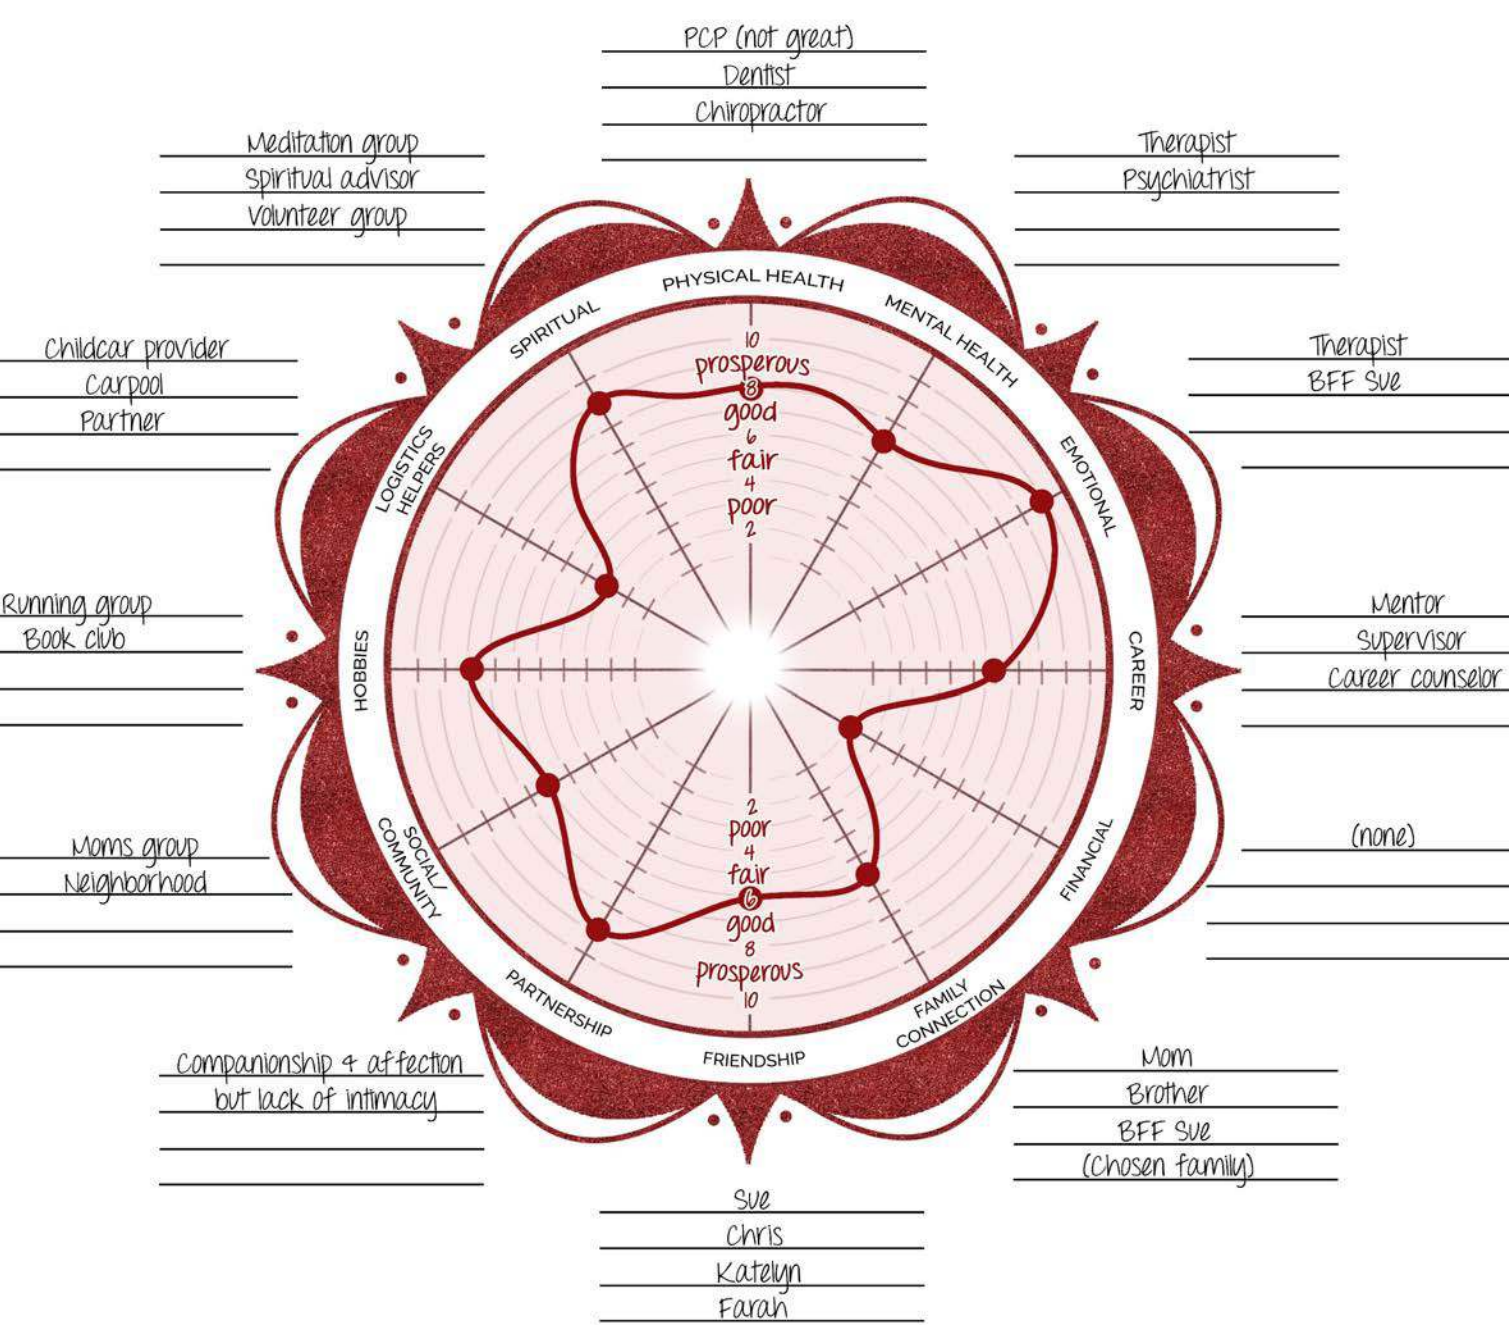 PCP (not great)
Dentist
Chiropractor
Meditation group
Spiritual advisor
Volunteer group
Therapist
Psychiatrist
Childcar provider
Carpool
Partner
Therapist
BFF Sue
Running group
Book club
Mentor
Supervisor
Career counselor
Moms group
Neighborhood
(none)
Companionship & affection
but lack of intimacy
Mom
Brother
BFF Sue
(Chosen family)
Sue
Chris
Katelyn
Farah
PHYSICAL HEALTH
MENTAL HEALTH
EMOTIONAL
CAREER
FINANCIAL
FAMILY
CONNECTION
FRIENDSHIP
PARTNERSHIP
SOCIAL/
COMMUNITY
HOBBIES
LOGISTICS
HELPERS
SPIRITUAL
10
prosperous
8
good
6
fair
4
poor
2
2
poor
4
fair
6
good
8
prosperous
10